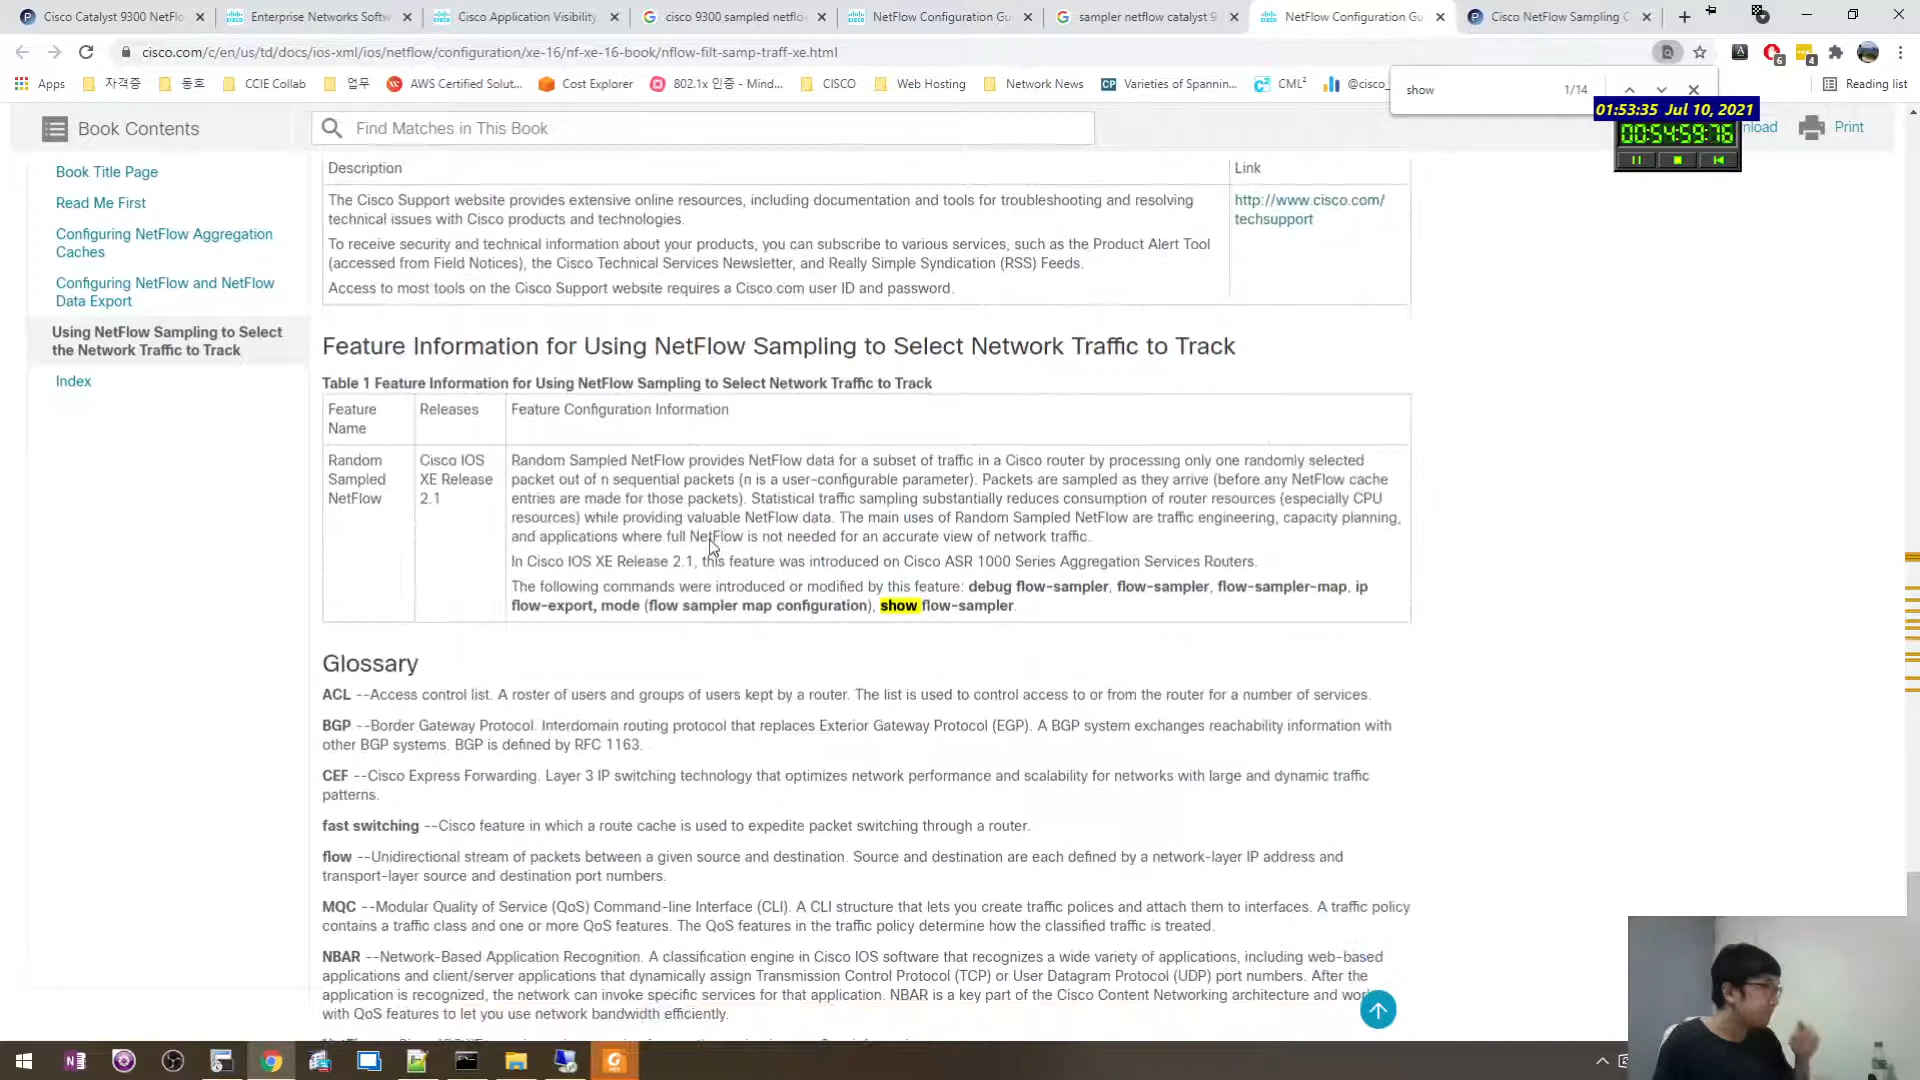 Cisco Catalyst 9300 NetFlo
Enterprise Networks Softw
Cisco Application Visibility
cisco 9300 sampled netflo
NetFlow Configuration Gu
sampler netflow catalyst 9
NetFlow Configuration Gu
Cisco NetFlow Sampling C
cisco.com/c/en/us/td/docs/ios-xml/ios/netflow/configuration/xe-16/nf-xe-16-book/nflow-filt-samp-traff-xe.html
Apps 자격증 동호 CCIE Collab 업무 AWS Certified Solut... Cost Explorer 802.1x 인증 - Mind... CISCO Web Hosting Network News Varieties of Spannin... CML² @cisco_ Reading list
show 1/14
01:53:35 Jul 10, 2021
00:54:59:78
Book Contents
Find Matches in This Book
nload Print
Book Title Page
Read Me First
Configuring NetFlow Aggregation
Caches
Configuring NetFlow and NetFlow
Data Export
Using NetFlow Sampling to Select
the Network Traffic to Track
Index
Description Link
The Cisco Support website provides extensive online resources, including documentation and tools for troubleshooting and resolving
technical issues with Cisco products and technologies.
To receive security and technical information about your products, you can subscribe to various services, such as the Product Alert Tool
(accessed from Field Notices), the Cisco Technical Services Newsletter, and Really Simple Syndication (RSS) Feeds.
Access to most tools on the Cisco Support website requires a Cisco.com user ID and password.
http://www.cisco.com/
techsupport
Feature Information for Using NetFlow Sampling to Select Network Traffic to Track
Table 1 Feature Information for Using NetFlow Sampling to Select Network Traffic to Track
Feature
Name
Releases
Feature Configuration Information
Random
Sampled
NetFlow
Cisco IOS
XE Release
2.1
Random Sampled NetFlow provides NetFlow data for a subset of traffic in a Cisco router by processing only one randomly selected
packet out of n sequential packets (n is a user-configurable parameter). Packets are sampled as they arrive (before any NetFlow cache
entries are made for those packets). Statistical traffic sampling substantially reduces consumption of router resources (especially CPU
resources) while providing valuable NetFlow data. The main uses of Random Sampled NetFlow are traffic engineering, capacity planning,
and applications where full NetFlow is not needed for an accurate view of network traffic.
In Cisco IOS XE Release 2.1, this feature was introduced on Cisco ASR 1000 Series Aggregation Services Routers.
The following commands were introduced or modified by this feature: debug flow-sampler, flow-sampler, flow-sampler-map, ip
flow-export, mode (flow sampler map configuration), show flow-sampler.
Glossary
ACL --Access control list. A roster of users and groups of users kept by a router. The list is used to control access to or from the router for a number of services.
BGP --Border Gateway Protocol. Interdomain routing protocol that replaces Exterior Gateway Protocol (EGP). A BGP system exchanges reachability information with
other BGP systems. BGP is defined by RFC 1163.
CEF --Cisco Express Forwarding. Layer 3 IP switching technology that optimizes network performance and scalability for networks with large and dynamic traffic
patterns.
fast switching --Cisco feature in which a route cache is used to expedite packet switching through a router.
flow --Unidirectional stream of packets between a given source and destination. Source and destination are each defined by a network-layer IP address and
transport-layer source and destination port numbers.
MQC --Modular Quality of Service (QoS) Command-line Interface (CLI). A CLI structure that lets you create traffic polices and attach them to interfaces. A traffic policy
contains a traffic class and one or more QoS features. The QoS features in the traffic policy determine how the classified traffic is treated.
NBAR --Network-Based Application Recognition. A classification engine in Cisco IOS software that recognizes a wide variety of applications, including web-based
applications and client/server applications that dynamically assign Transmission Control Protocol (TCP) or User Datagram Protocol (UDP) port numbers. After the
application is recognized, the network can invoke specific services for that application. NBAR is a key part of the Cisco Content Networking architecture and wor
with QoS features to let you use network bandwidth efficiently.